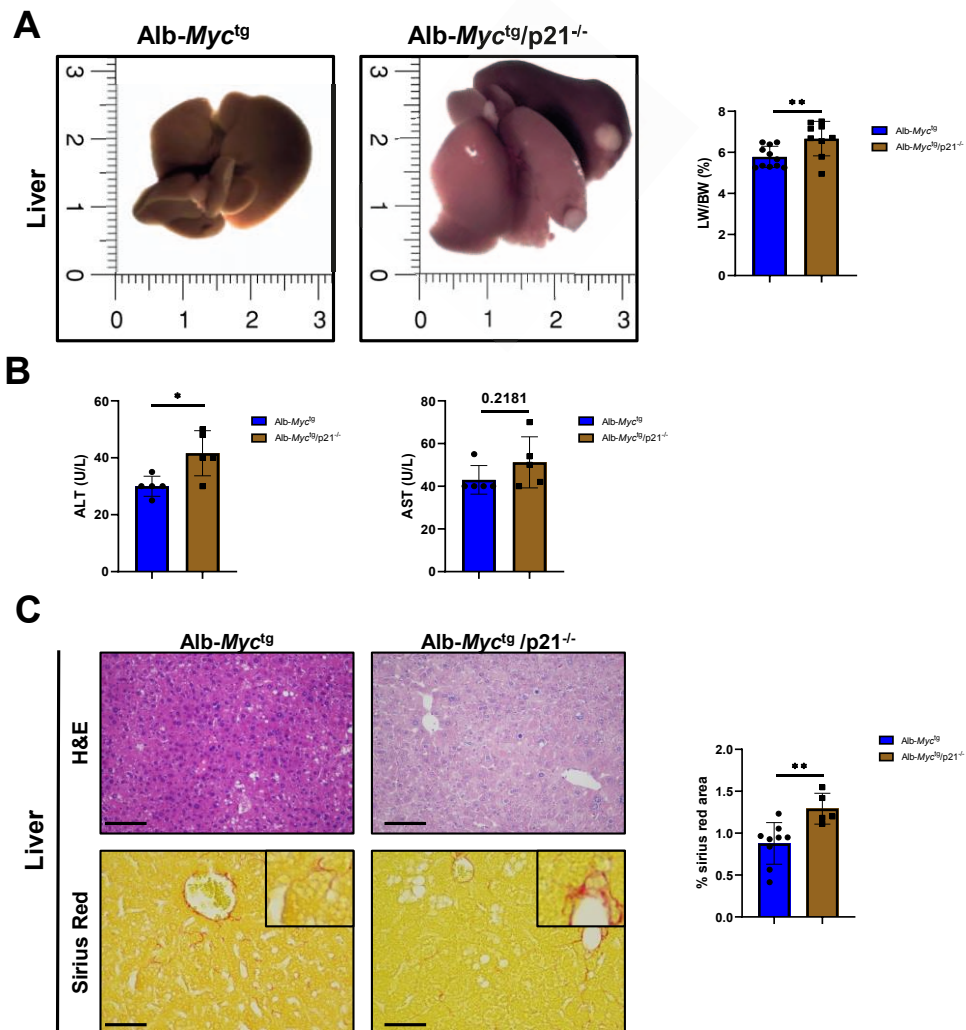 A
Alb-Myctg
Alb-Myctg/p21-/-
Liver
3
2
1
0
0 1 2 3
3
2
1
0
0 1 2 3
**
8
6
4
2
0
LW/BW (%)
Alb-Myctg
Alb-Myctg/p21-/-
B
*
60
40
20
0
ALT (U/L)
Alb-Myctg
Alb-Myctg/p21-/-
0.2181
80
60
40
20
0
AST (U/L)
Alb-Myctg
Alb-Myctg/p21-/-
C
Alb-Myctg
Alb-Myctg /p21-/-
Liver
H&E
Sirius Red
**
2.0
1.5
1.0
0.5
0.0
% sirius red area
Alb-Myctg
Alb-Myctg/p21-/-